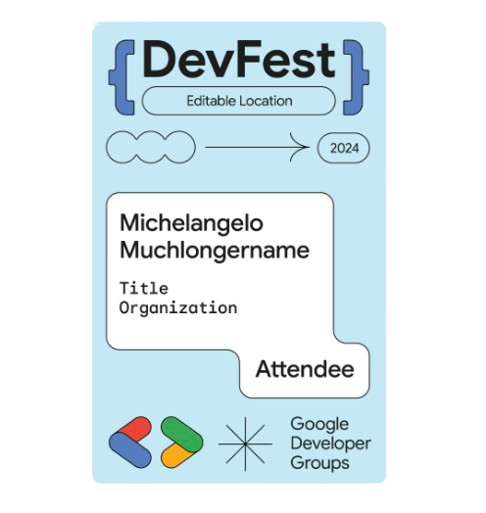 DevFest
Editable Location
2024
Michelangelo
Muchlongername
Title
Organization
Attendee
Google
Developer
Groups